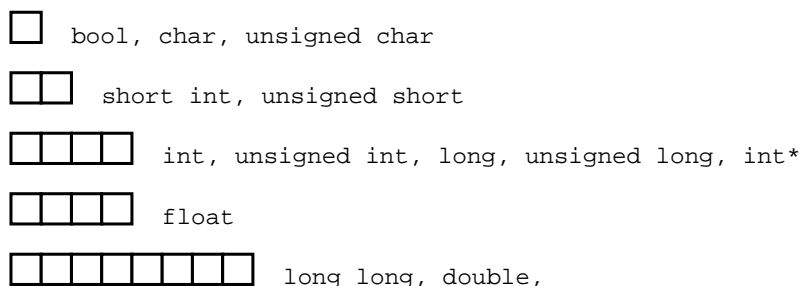 bool, char, unsigned char
short int, unsigned short
int, unsigned int, long, unsigned long, int*
float
long long, double,